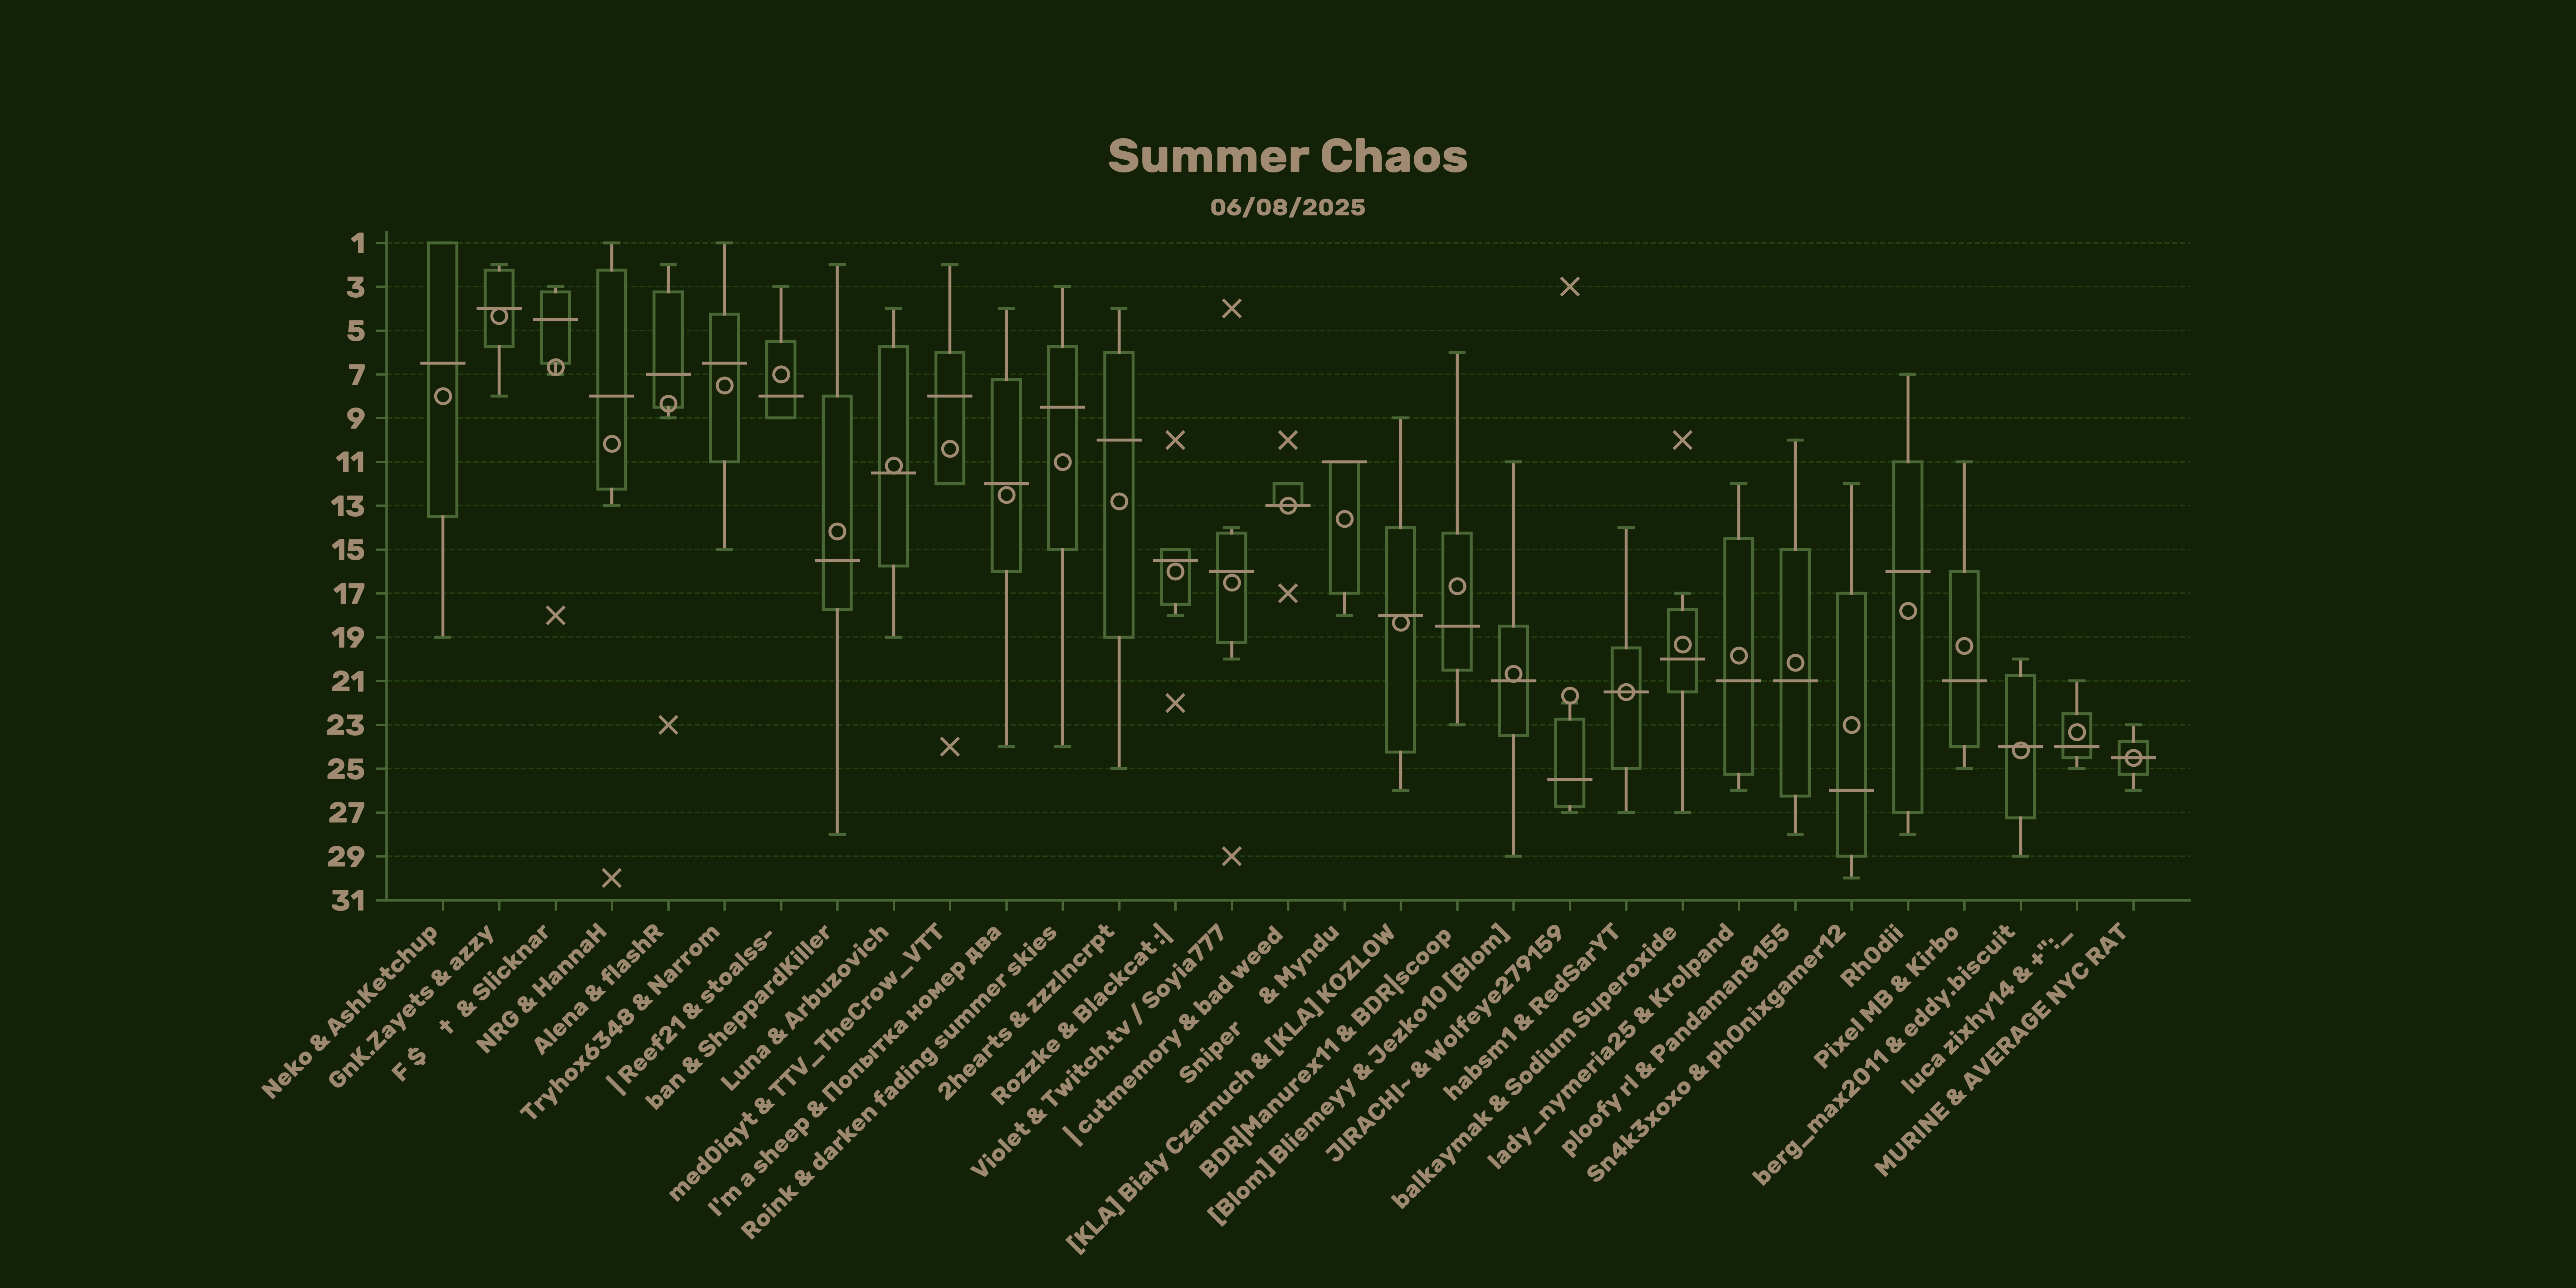 Summer Chaos
06/08/2025
1
3
5
7
9
11
13
15
17
19
21
23
25
27
29
31
Neko & AshKetchup
GnK.Zayets & azzy
F $ † & Slicknar
NRG & HannaH
Alena & flashR
Tryhox6348 & Narrom
| Reef21 & stoalss-
ban & SheppardKiller
Luna & Arbuzovich
med0iqyt & TTV_TheCrow_VTT
I'm a sheep & Попытка номер два
Roink & darken fading summer skies
2hearts & zzzIncrpt
Rozzke & Blackcat:]
Violet & Twitch.tv / Soyia777
| cutmemory & bad weed
Sniper & Myndu
[KLA] Biały Czarnuch & [KLA] KOZLOW
BDR|Manurex11 & BDR|scoop
[Blom] Bliemeyy & Jezko10 [Blom]
JIRACHI~ & Wolfeye279159
habsm1 & RedSarYT
balkaymak & Sodium Superoxide
lady_nymeria25 & Krolpand
ploofy rl & Pandaman8155
Sn4k3xoxo & phOnixgamer12
Rh0dii
Pixel MB & Kirbo
berg_max2011 & eddy.biscuit
luca zixhy14 & +":_
MURINE & AVERAGE NYC RAT